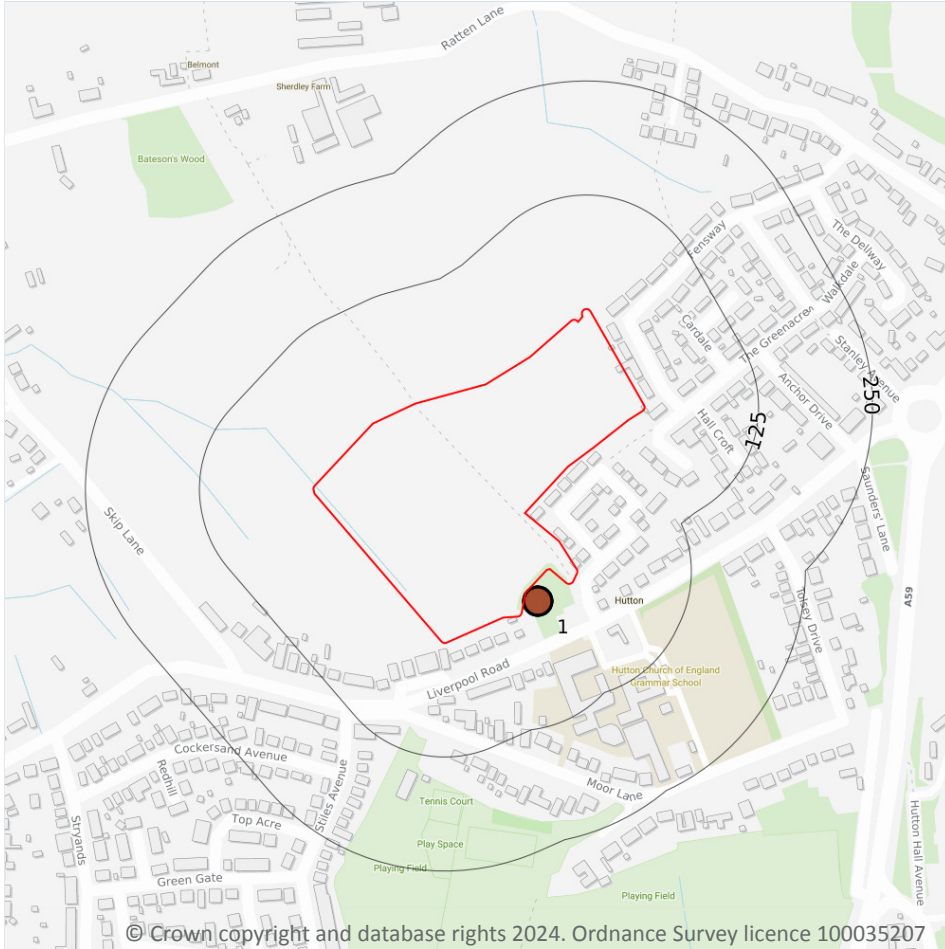 Ratten Lane
Belmont
Sherdley Farm
Bateson's Wood
The Dellway
Walkdale
Cardale
The Greenacre
Stanley Avenue
Anchor Drive
250
125
Hall Croft
Skip Lane
Saunders' Lane
A59
Hutton
1
Tolsey Drive
Liverpool Road
Hutton Church of England
Grammar School
Cockersand Avenue
Redhill
Stiles Avenue
Moor Lane
Tennis Court
Top Acre
Play Space
Stryands
Playing Field
Green Gate
Playing Field
Hutton Hall Avenue
© Crown copyright and database rights 2024. Ordnance Survey licence 100035207